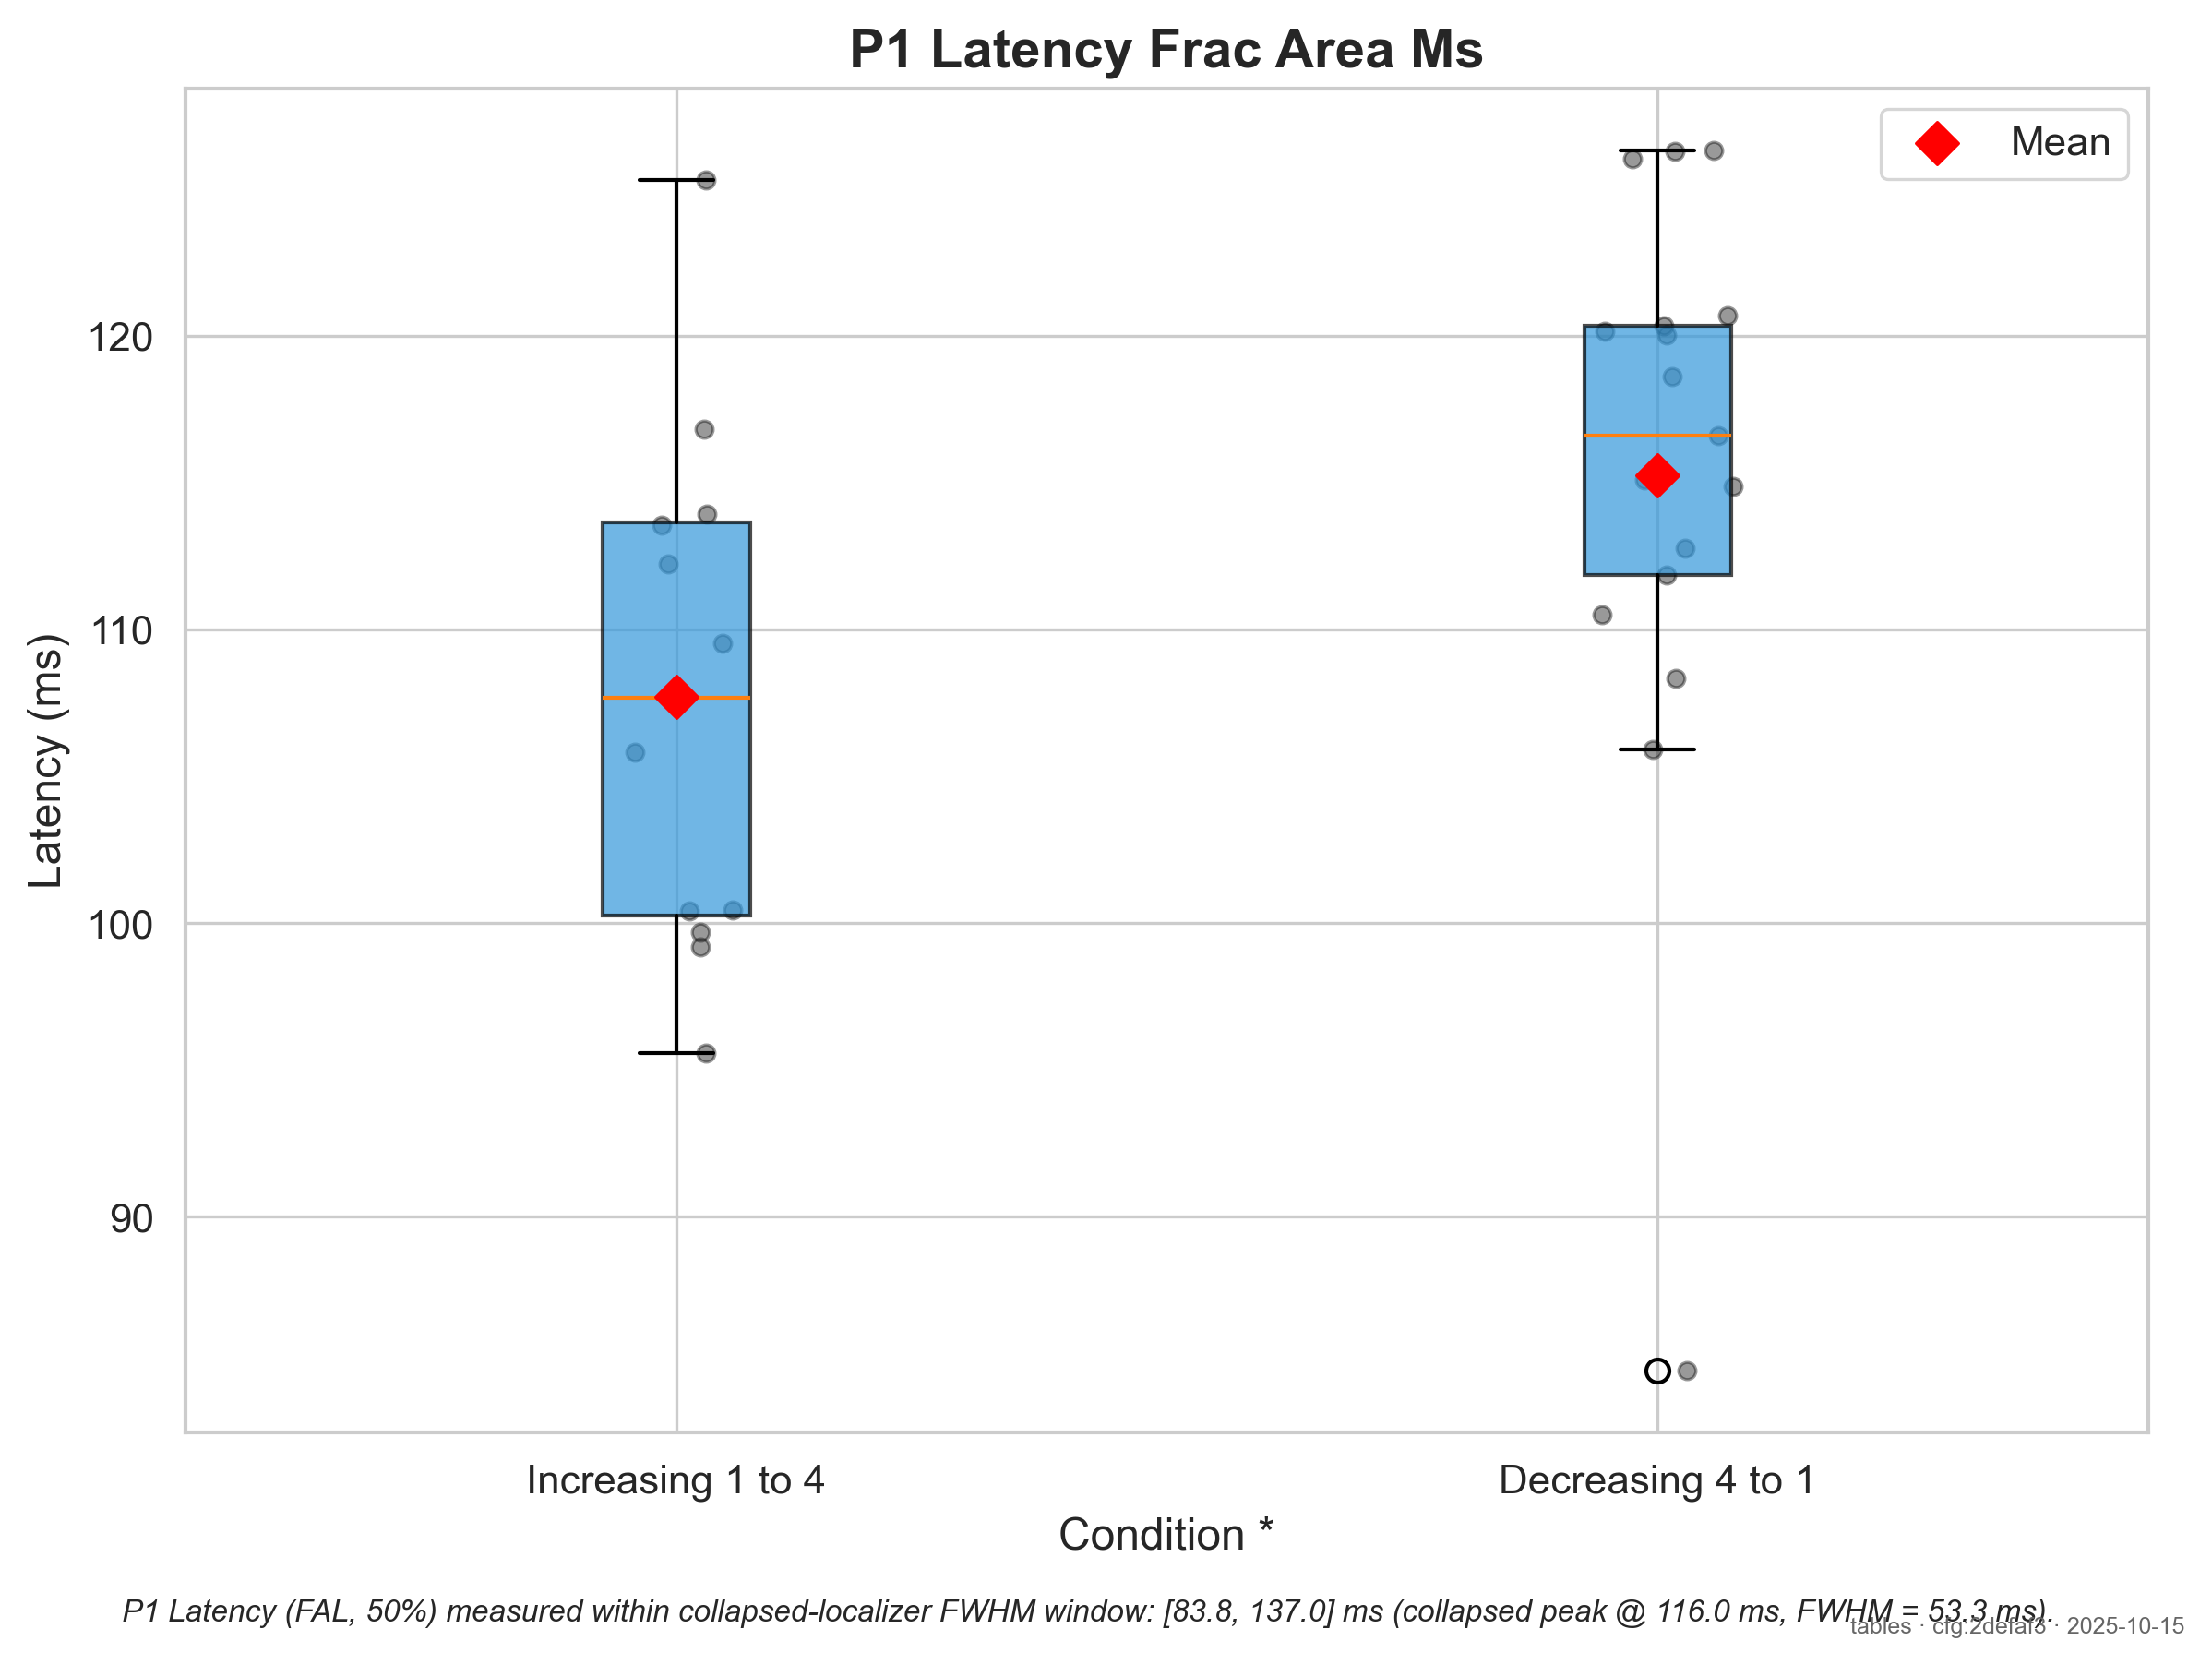 P1 Latency Frac Area Ms
Mean
120
110
100
90
Latency (ms)
Increasing 1 to 4
Decreasing 4 to 1
Condition *
P1 Latency (FAL, 50%) measured within collapsed-localizer FWHM window: [83.8, 137.0] ms (collapsed peak @ 116.0 ms, FWHM = 53.3 ms).
tables · cfg:2defaf3 · 2025-10-15